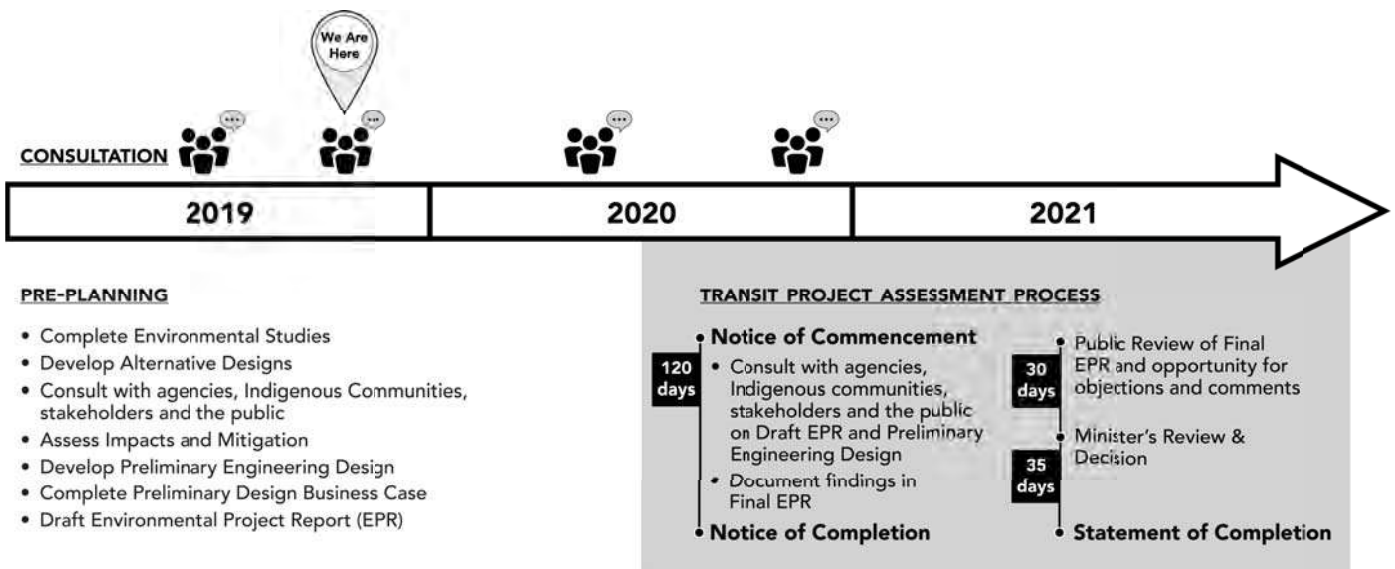 We Are
Here
CONSULTATION
2019
2020
2021
PRE-PLANNING
• Complete Environmental Studies
• Develop Alternative Designs
• Consult with agencies, Indigenous Communities,
stakeholders and the public
• Assess Impacts and Mitigation
• Develop Preliminary Engineering Design
• Complete Preliminary Design Business Case
• Draft Environmental Project Report (EPR)
TRANSIT PROJECT ASSESSMENT PROCESS
Notice of Commencement
120
days
• Consult with agencies,
Indigenous communities,
stakeholders and the public
on Draft EPR and Preliminary
Engineering Design
• Document findings in
Final EPR
Notice of Completion
Public Review of Final
EPR and opportunity for
objections and comments
30
days
Minister's Review &
Decision
35
days
Statement of Completion